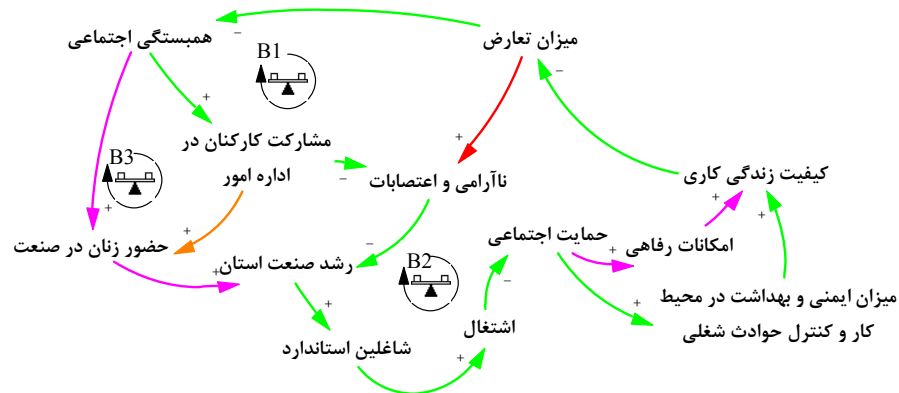 میزان تعارض
همبستگی اجتماعی
B1
مشارکت کارکنان در
اداره امور
B3
ناآرامی و اعتصابات
کیفیت زندگی کاری
حضور زنان در صنعت
رشد صنعت استان
B2
حمایت اجتماعی
امکانات رفاهی
میزان ایمنی و بهداشت در محیط
کار و کنترل حوادث شغلی
اشتغال
شاغلین استاندارد